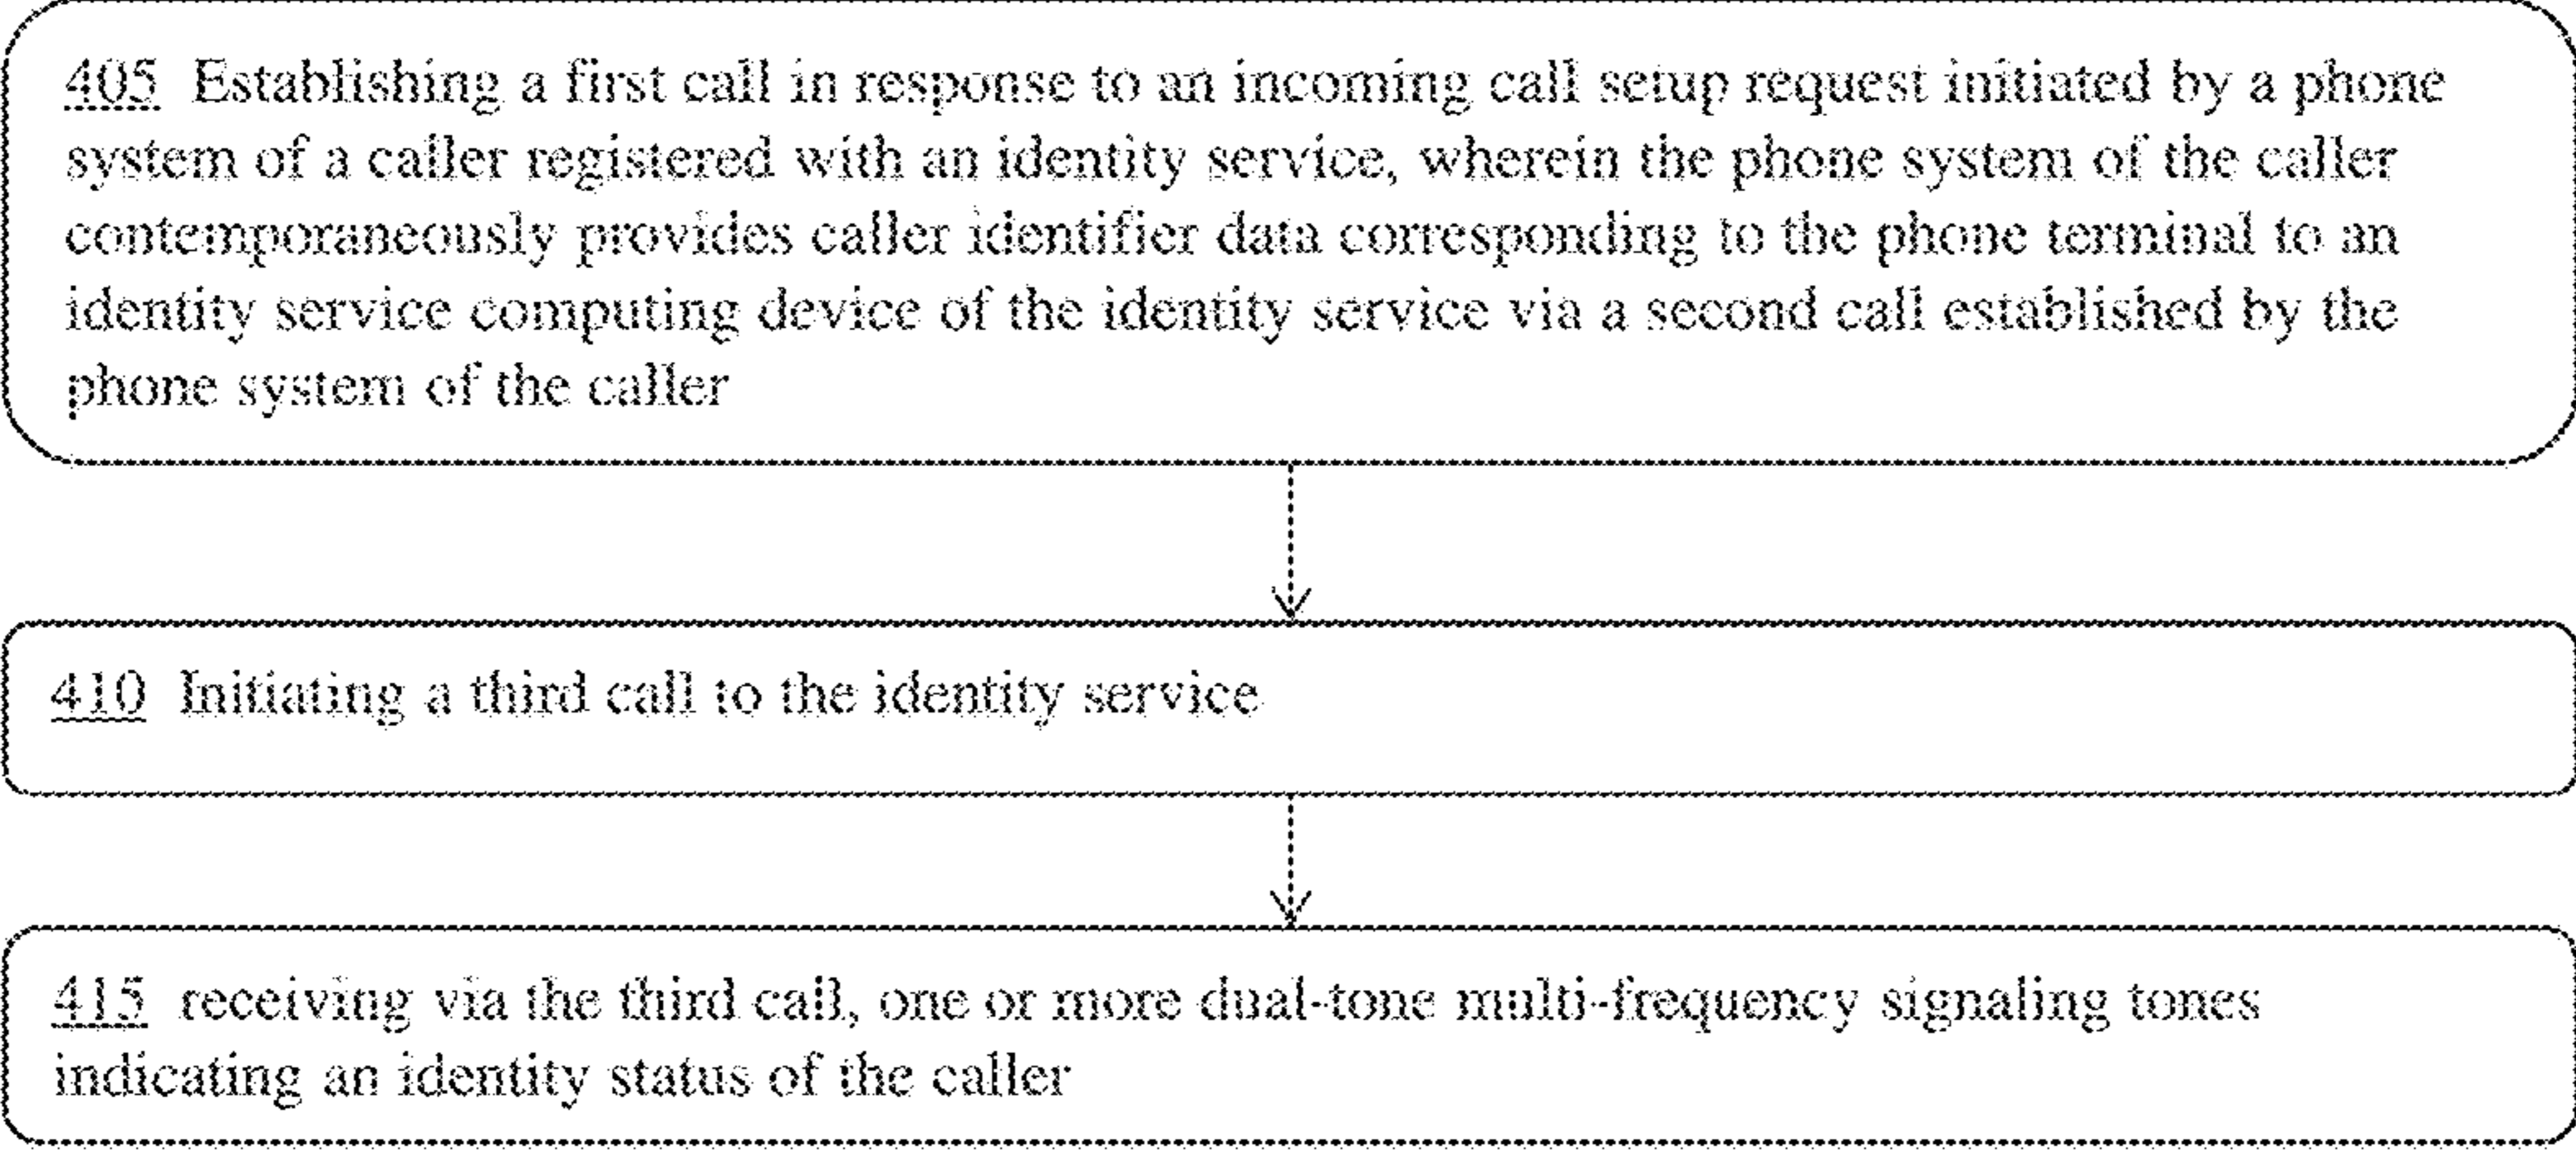 405 Establishing a first call in response to an incoming call setup request initiated by a phone
system of a caller registered with an identity service, wherein the phone system of the caller
contemporaneously provides caller identifier data corresponding to the phone terminal to an
identity service computing device of the identity service via a second call established by the
phone system of the caller
410 Initiating a third call to the identity service
415 receiving via the third call, one or more dual-tone multi-frequency signaling tones
indicating an identity status of the caller